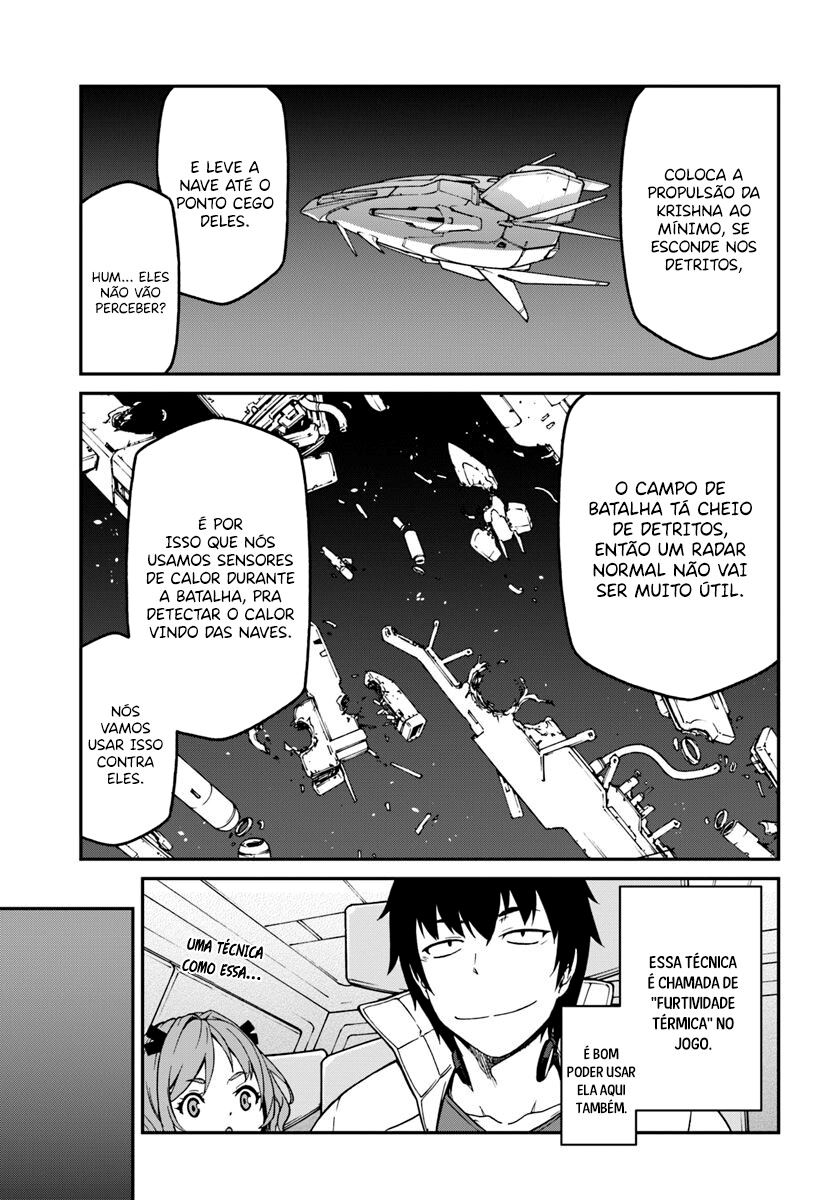 COLOCA A
PROPULSÃO DA
KRISHNA AO
MÍNIMO, SE
ESCONDE NOS
DETRITOS,
E LEVE A
NAVE ATÉ O
PONTO CEGO
DELES.
HUM... ELES
NÃO VÃO
PERCEBER?
O CAMPO DE
BATALHA TÁ CHEIO
DE DETRITOS,
ENTÃO UM RADAR
NORMAL NÃO VAI
SER MUITO ÚTIL.
É POR
ISSO QUE NÓS
USAMOS SENSORES
DE CALOR DURANTE
A BATALHA, PRA
DETECTAR O CALOR
VINDO DAS NAVES.
NÓS
VAMOS
USAR ISSO
CONTRA
ELES.
ESSA TÉCNICA
É CHAMADA DE
"FURTIVIDADE
TÉRMICA" NO
JOGO.
É BOM
PODER USAR
ELA AQUI
TAMBÉM.
UMA TÉCNICA
COMO ESSA...